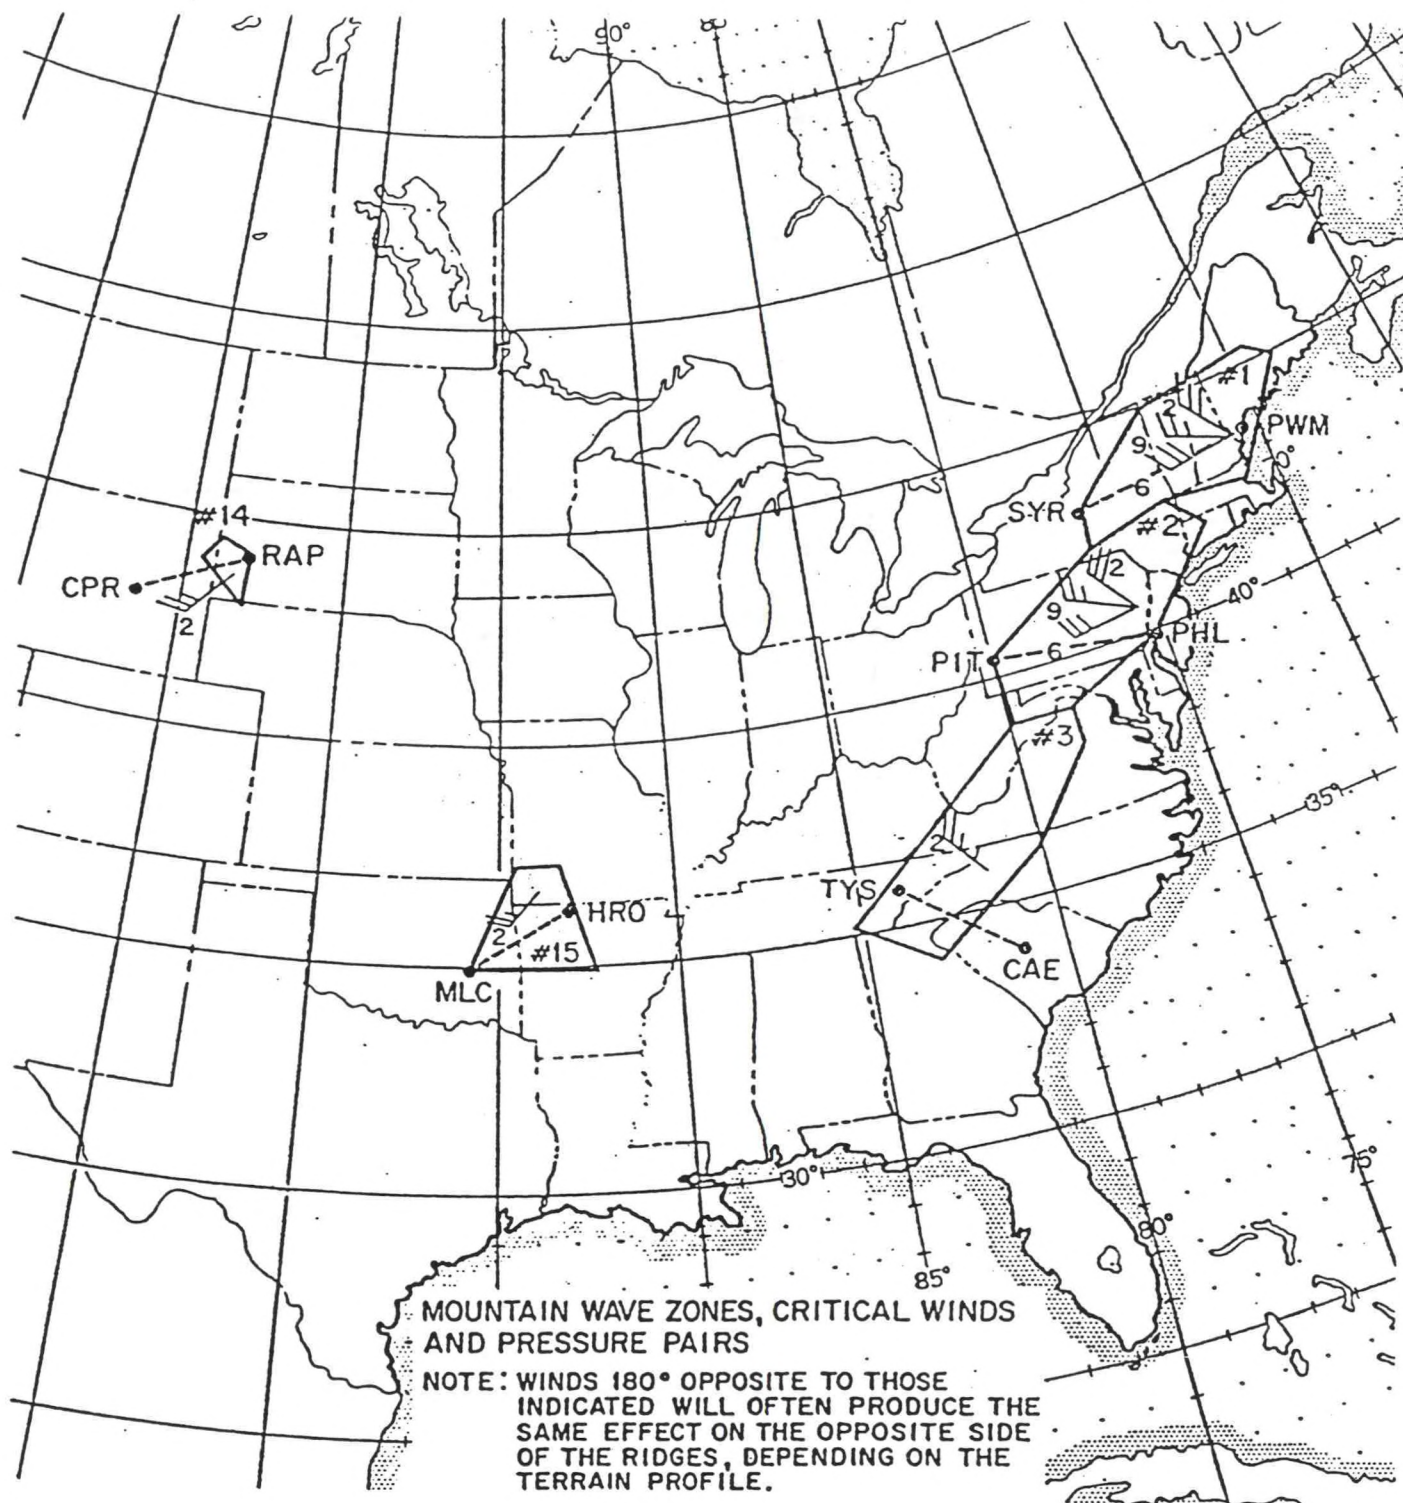 90°
80
#1
2
PWM
9
6
0°
SYR
#2
#14
RAP
CPR
2
2
9
40°
PHL
6
PIT
#3
35°
2
TYS
HRO
2
#15
CAE
MLC
30°
75°
80°
85°
MOUNTAIN WAVE ZONES, CRITICAL WINDS
AND PRESSURE PAIRS
NOTE: WINDS 180° OPPOSITE TO THOSE
INDICATED WILL OFTEN PRODUCE THE
SAME EFFECT ON THE OPPOSITE SIDE
OF THE RIDGES, DEPENDING ON THE
TERRAIN PROFILE.